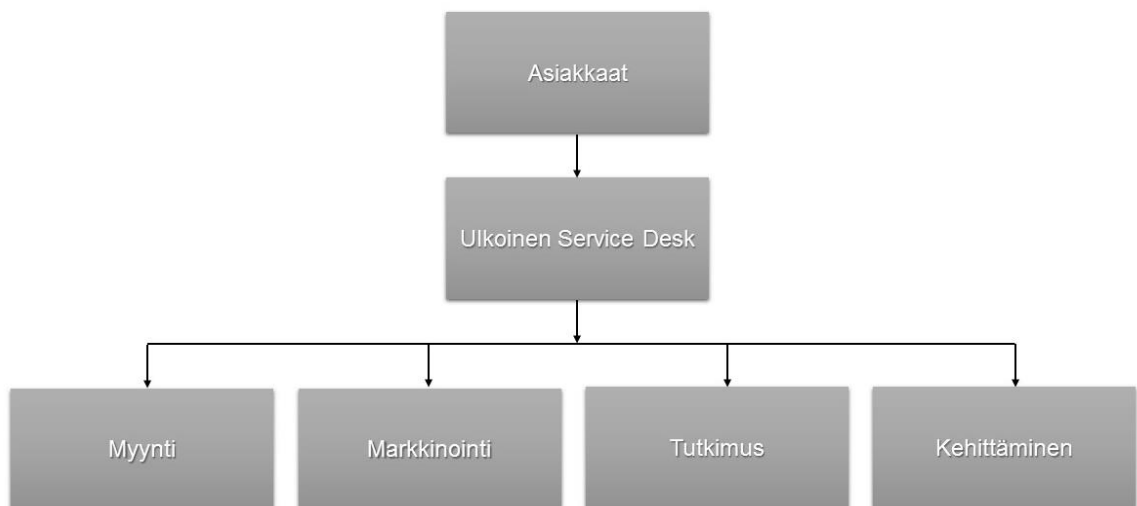 Asiakkaat
Ulkoinen Service Desk
Myynti
Markkinointi
Tutkimus
Kehittäminen